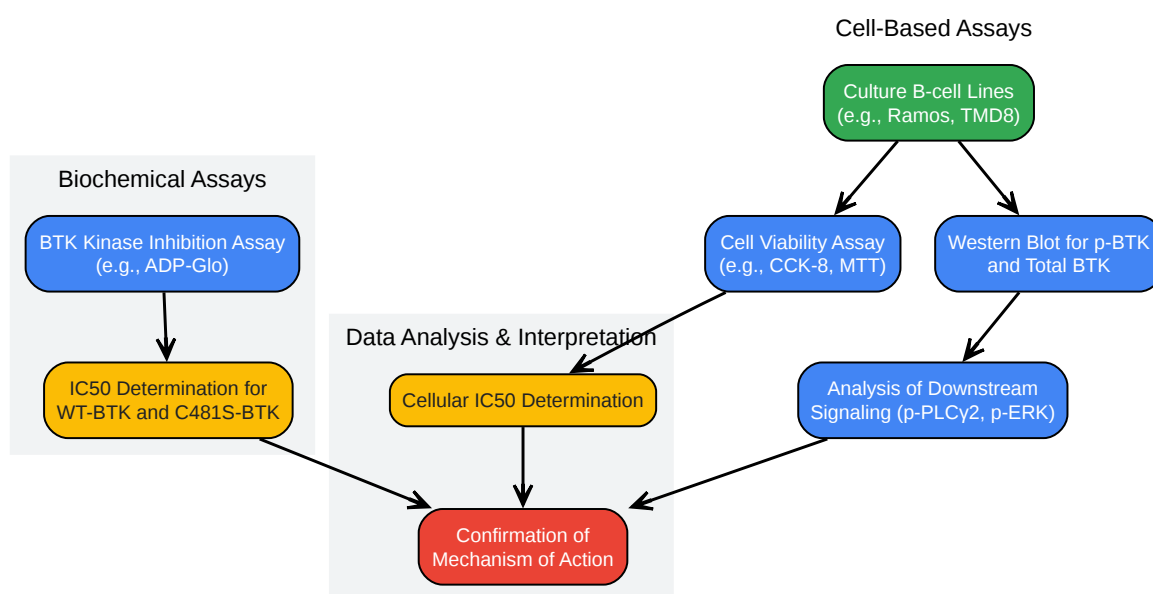 Cell-Based Assays
Culture B-cell Lines
(e.g., Ramos, TMD8)
Biochemical Assays
BTK Kinase Inhibition Assay
(e.g., ADP-Glo)
Cell Viability Assay
(e.g., CCK-8, MTT)
Western Blot for p-BTK
and Total BTK
Data Analysis & Interpretation
IC50 Determination for
WT-BTK and C481S-BTK
Cellular IC50 Determination
Analysis of Downstream
Signaling (p-PLCγ2, p-ERK)
Confirmation of
Mechanism of Action